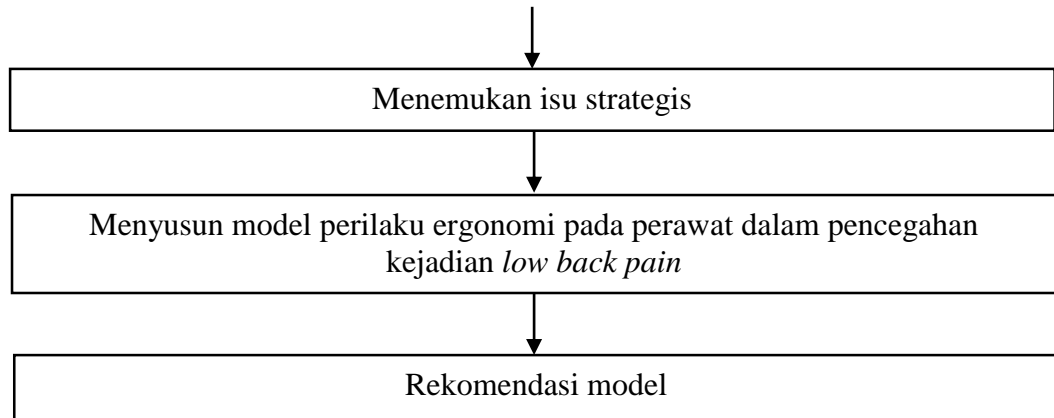 Menemukan isu strategis
Menyusun model perilaku ergonomi pada perawat dalam pencegahan
kejadian low back pain
Rekomendasi model